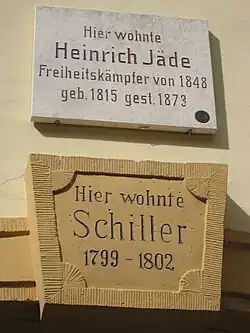 Hier wohnte
Heinrich Jäde
Freiheitskämpfer von 1848
geb. 1815 gest. 1873
Hier wohnte
Schiller
1799 - 1802